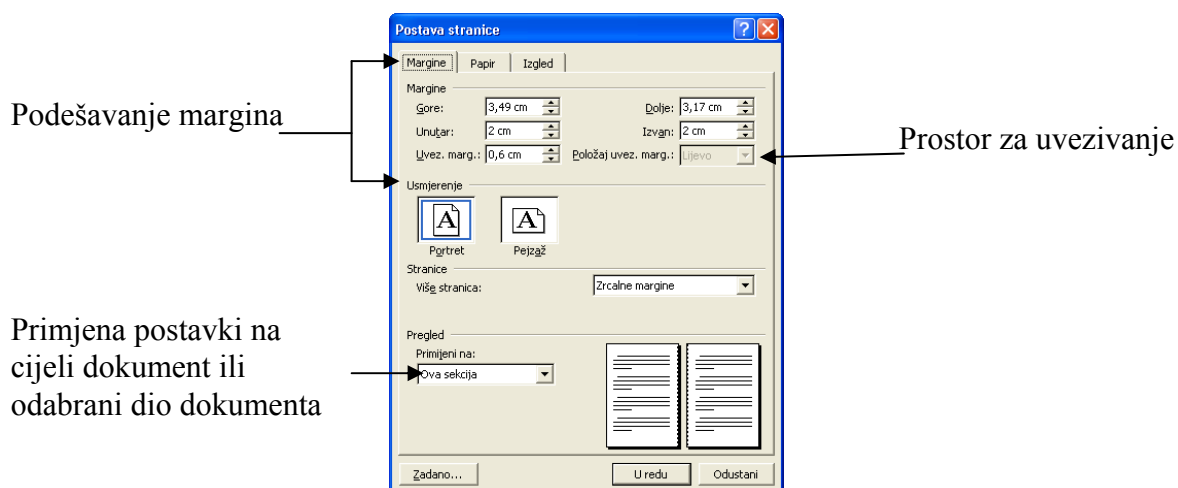 Postava stranice
Margine Papir Izgled
Margine
Gore: 3,49 cm Dolje: 3,17 cm
Unutar: 2 cm Izvan: 2 cm
Uvez. marg.: 0,6 cm Položaj uvez. marg.: Lijevo
Podešavanje margina
Prostor za uvezivanje
Usmjerenje
A A
Portret Pejzaž
Stranice
Više stranica: Zrcalne margine
Primjena postavki na
cijeli dokument ili
odabrani dio dokumenta
Pregled
Primijeni na:
Ova sekcija
Zadano... U redu Odustani